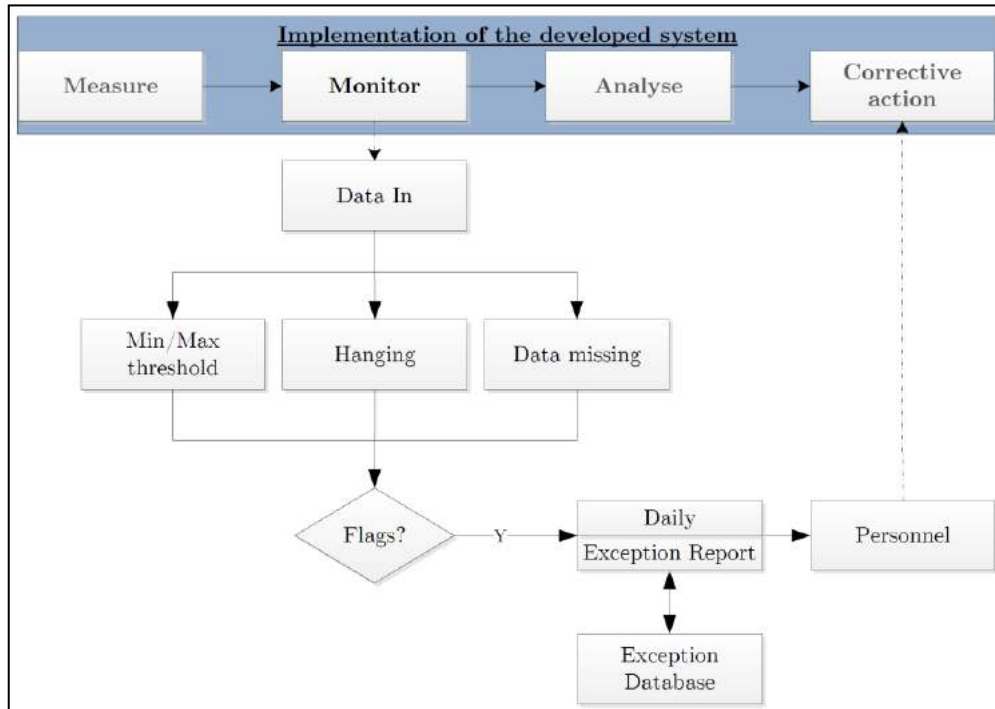 Implementation of the developed system
Measure
Monitor
Analyse
Corrective
action
Data In
Min/Max
threshold
Hanging
Data missing
Flags?
Y
Daily
Exception Report
Personnel
Exception
Database